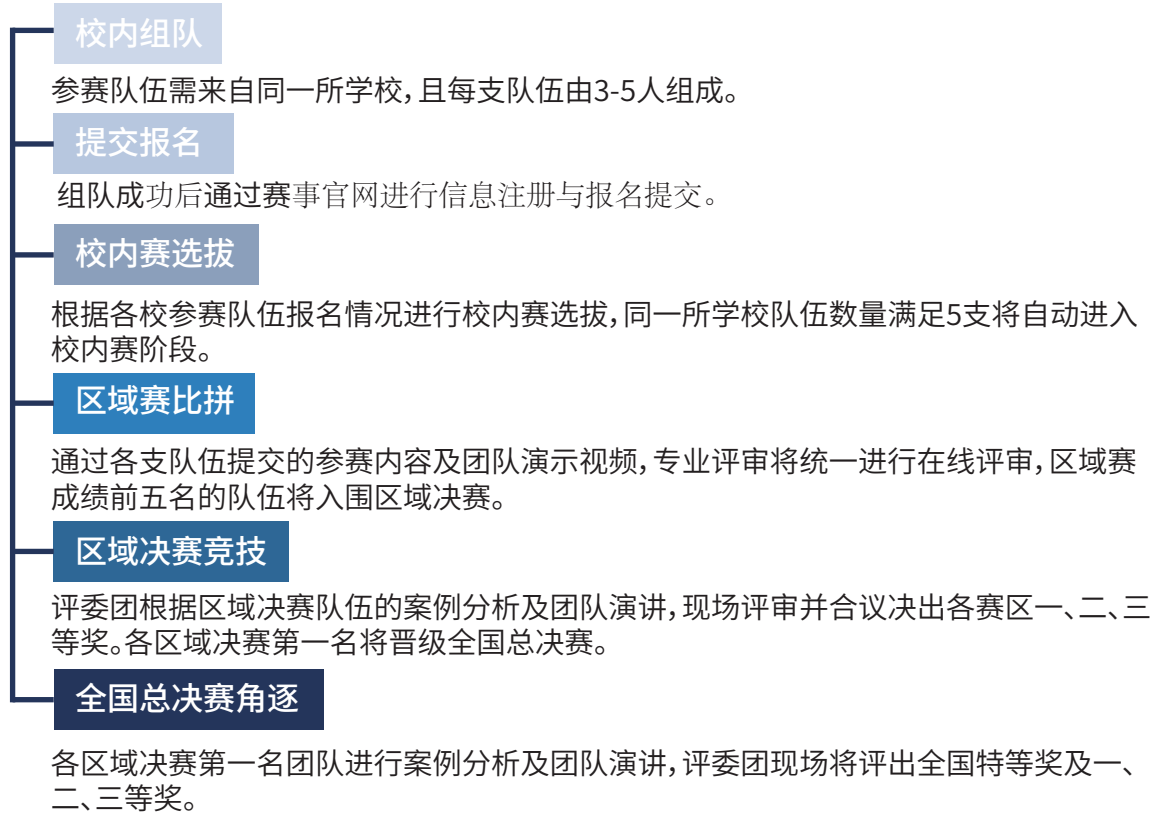 校内组队
参赛队伍需来自同一所学校，且每支队伍由3-5人组成。
提交报名
组队成功后通过赛事官网进行信息注册与报名提交。
校内赛选拔
根据各校参赛队伍报名情况进行校内赛选拔，同一所学校队伍数量满足5支将自动进入
校内赛阶段。
区域赛比拼
通过各支队伍提交的参赛内容及团队演示视频，专业评审将统一进行在线评审，区域赛
成绩前五名的队伍将入围区域决赛。
区域决赛竞技
评委团根据区域决赛队伍的案例分析及团队演讲，现场评审并合议决出各赛区一、二、三
等奖。各区域决赛第一名将晋级全国总决赛。
全国总决赛角逐
各区域决赛第一名团队进行案例分析及团队演讲，评委团现场将评出全国特等奖及一、
二、三等奖。